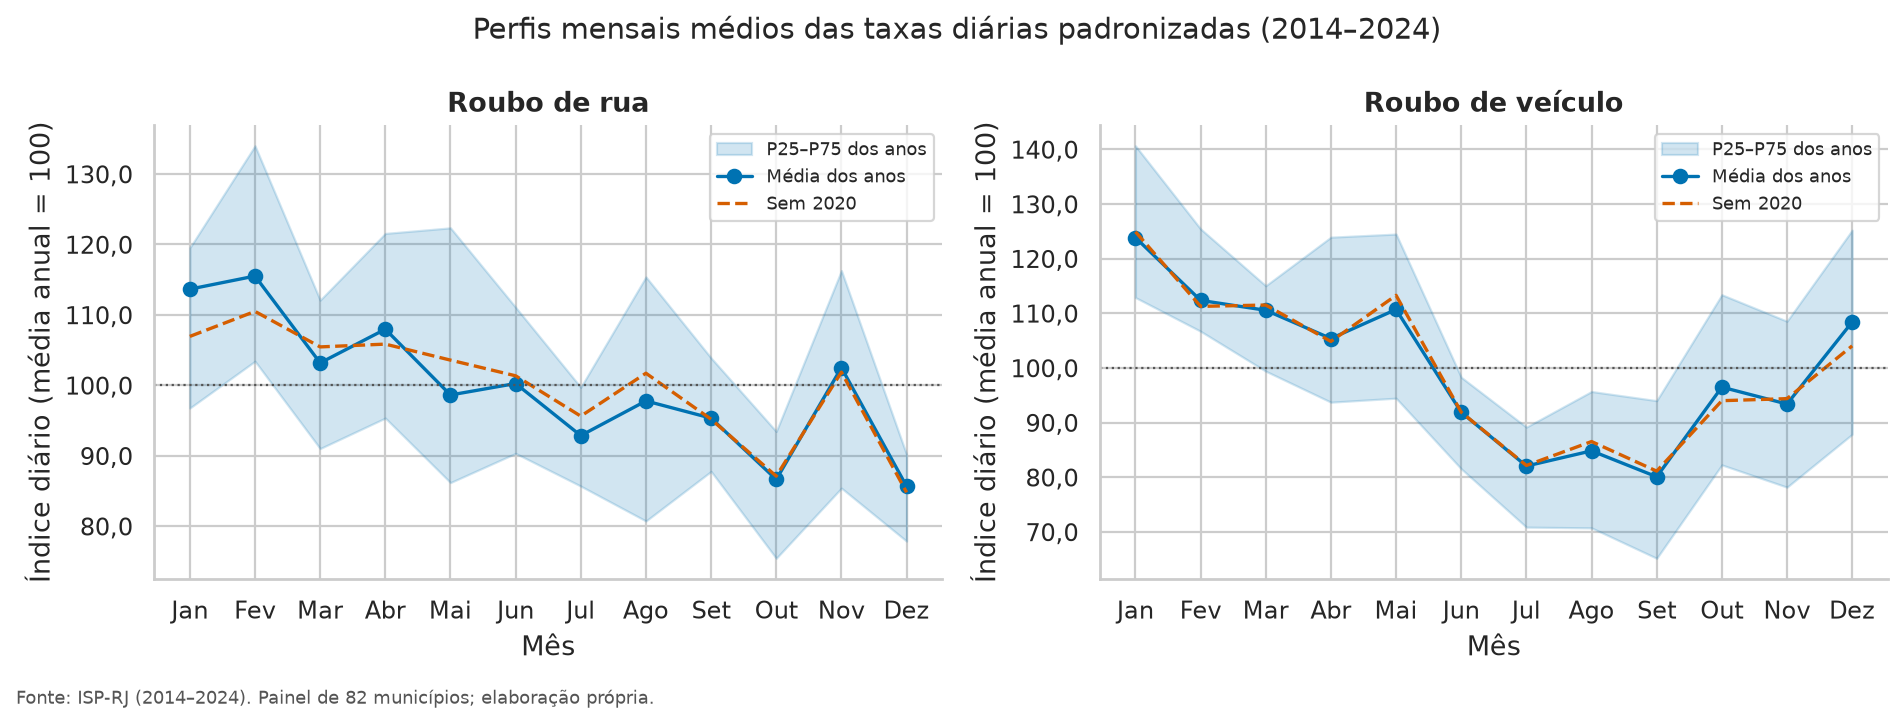 Perfis mensais médios das taxas diárias padronizadas (2014–2024)
Roubo de rua
Índice diário (média anual = 100)
130,0
120,0
110,0
100,0
90,0
80,0
P25–P75 dos anos
Média dos anos
Sem 2020
Jan Fev Mar Abr Mai Jun Jul Ago Set Out Nov Dez
Mês
Roubo de veículo
Índice diário (média anual = 100)
140,0
130,0
120,0
110,0
100,0
90,0
80,0
70,0
P25–P75 dos anos
Média dos anos
Sem 2020
Jan Fev Mar Abr Mai Jun Jul Ago Set Out Nov Dez
Mês
Fonte: ISP-RJ (2014–2024). Painel de 82 municípios; elaboração própria.